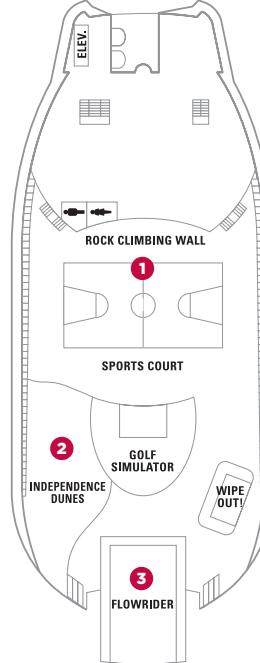 ELEV.
ROCK CLIMBING WALL
1
SPORTS COURT
2
INDEPENDENCE
DUNES
GOLF
SIMULATOR
WIPE
OUT!
3
FLOWRIDER